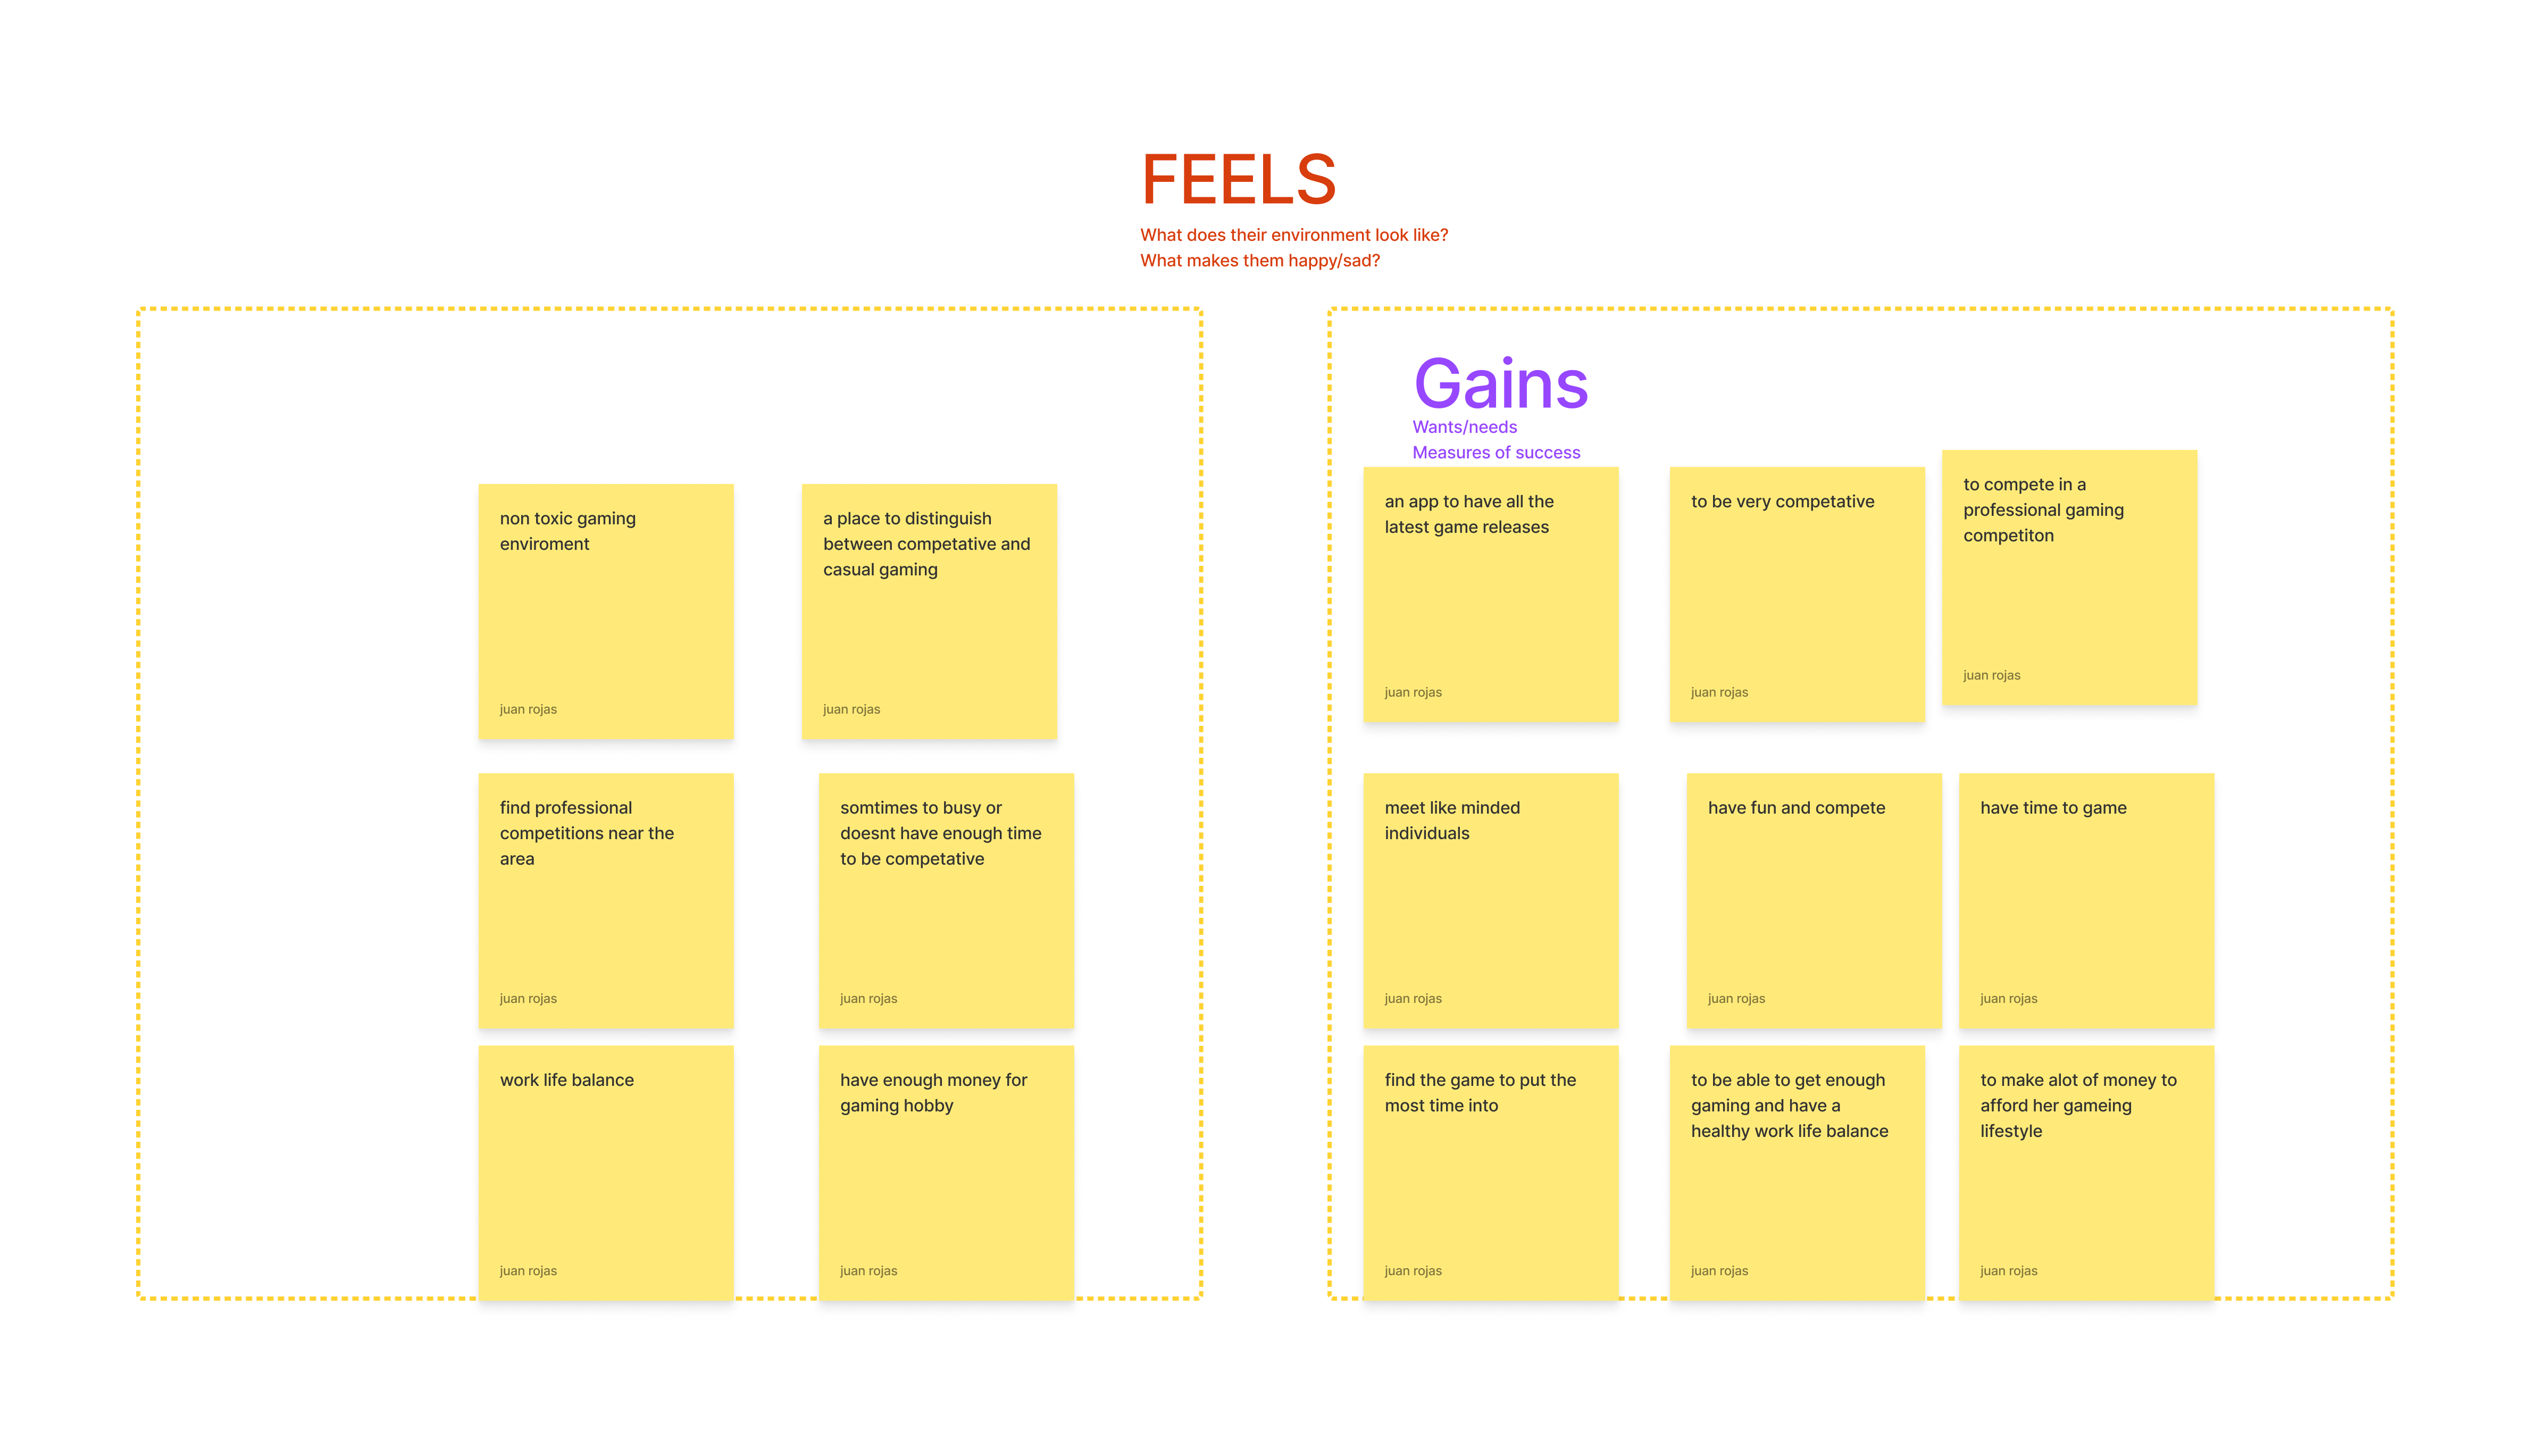 FEELS
What does their environment look like?
What makes them happy/sad?
non toxic gaming
enviroment
juan rojas
a place to distinguish
between competative and
casual gaming
juan rojas
find professional
competitions near the
area
juan rojas
somtimes to busy or
doesnt have enough time
to be competative
juan rojas
work life balance
juan rojas
have enough money for
gaming hobby
juan rojas
Gains
Wants/needs
Measures of success
an app to have all the
latest game releases
juan rojas
to be very competative
juan rojas
to compete in a
professional gaming
competiton
juan rojas
meet like minded
individuals
juan rojas
have fun and compete
juan rojas
have time to game
juan rojas
find the game to put the
most time into
juan rojas
to be able to get enough
gaming and have a
healthy work life balance
juan rojas
to make alot of money to
afford her gameing
lifestyle
juan rojas